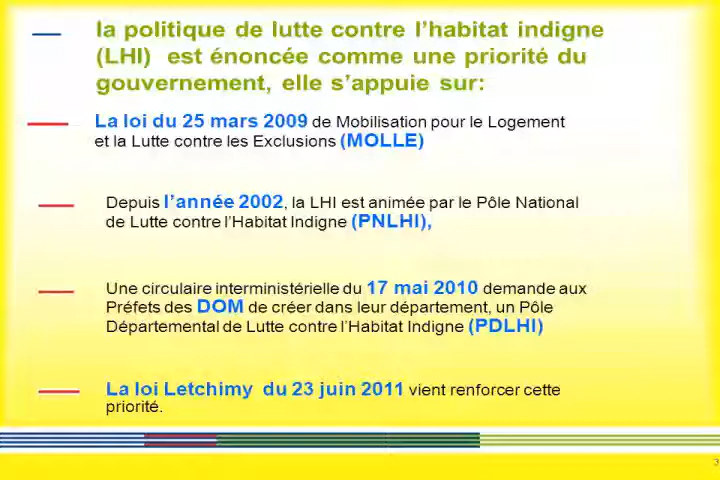 la politique de lutte contre l’habitat indigne
(LHI) est énoncée comme une priorité du
gouvernement, elle s’appuie sur:
La loi du 25 mars 2009 de Mobilisation pour le Logement
et la Lutte contre les Exclusions (MOLLE)
Depuis l’année 2002, la LHI est animée par le Pôle National
de Lutte contre l’Habitat Indigne (PNLHI),
Une circulaire interministérielle du 17 mai 2010 demande aux
Préfets des DOM de créer dans leur département, un Pôle
Départemental de Lutte contre l’Habitat Indigne (PDLHI)
La loi Letchimy du 23 juin 2011 vient renforcer cette
priorité.
3